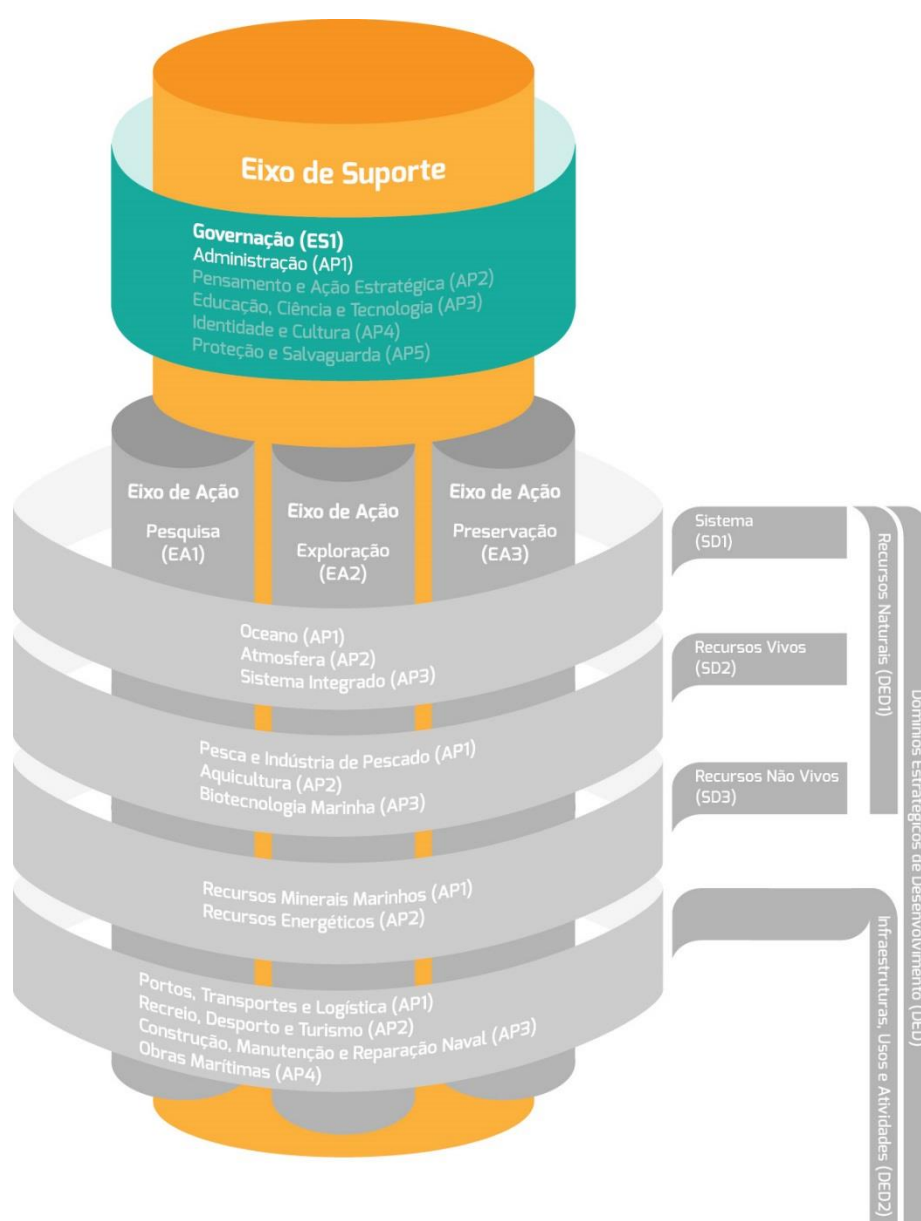 Eixo de Suporte
Governação (ES1)
Administração (AP1)
Pensamento e Ação Estratégica (AP2)
Educação, Ciência e Tecnologia (AP3)
Identidade e Cultura (AP4)
Proteção e Salvaguarda (AP5)
Eixo de Ação
Pesquisa
(EA1)
Eixo de Ação
Exploração
(EA2)
Eixo de Ação
Preservação
(EA3)
Oceano (AP1)
Atmosfera (AP2)
Sistema Integrado (AP3)
Pesca e Indústria de Pescado (AP1)
Aquicultura (AP2)
Biotecnologia Marinha (AP3)
Recursos Minerais Marinhos (AP1)
Recursos Energéticos (AP2)
Portos, Transportes e Logística (AP1)
Recreio, Desporto e Turismo (AP2)
Construção, Manutenção e Reparação Naval (AP3)
Obras Marítimas (AP4)
Sistema
(SD1)
Recursos Vivos
(SD2)
Recursos Não Vivos
(SD3)
Recursos Naturais (DED1)
Infraestruturas, Usos e Atividades (DED2)
Domínios Estratégicos de Desenvolvimento (DED)